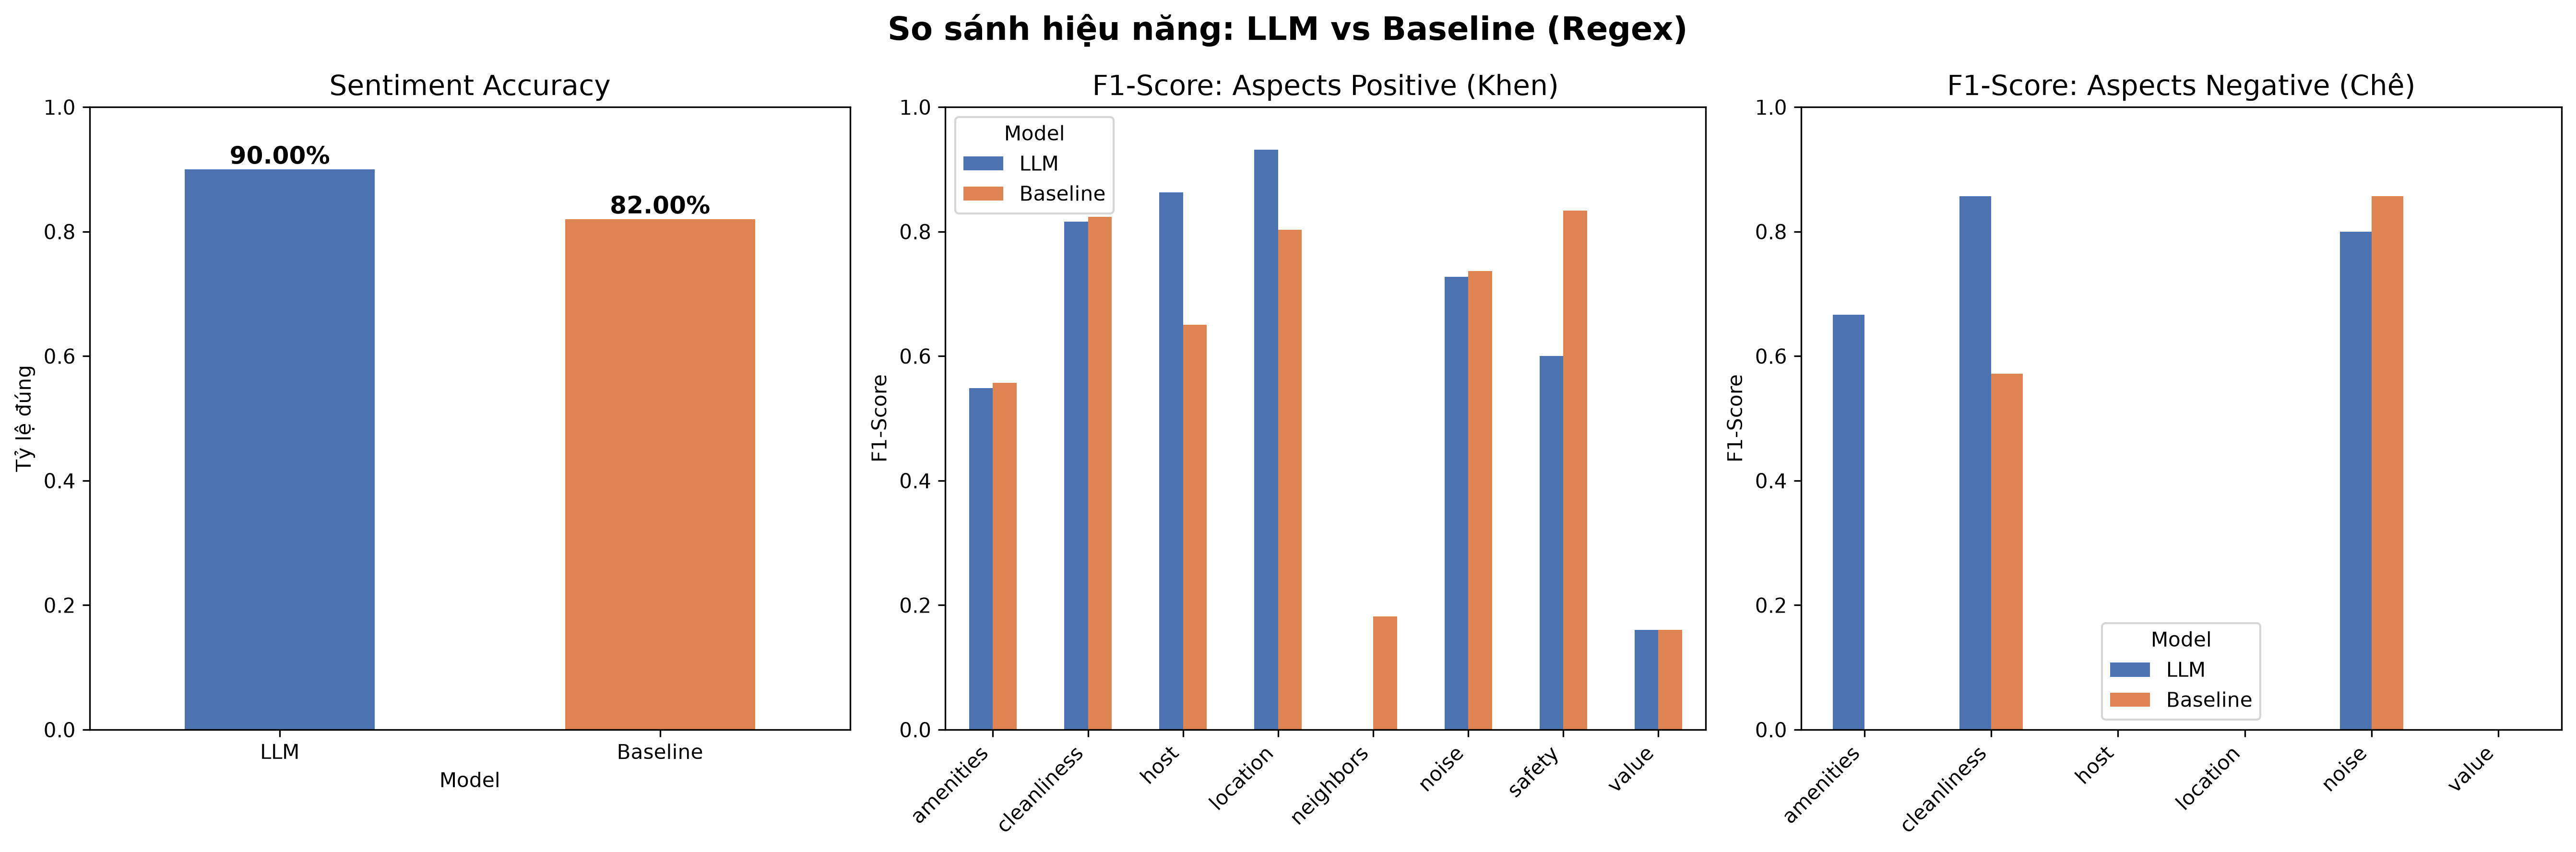 So sánh hiệu năng: LLM vs Baseline (Regex)
Sentiment Accuracy
Tỷ lệ đúng
1.0
0.8
0.6
0.4
0.2
0.0
90.00%
82.00%
LLM
Baseline
Model
F1-Score: Aspects Positive (Khen)
F1-Score
1.0
0.8
0.6
0.4
0.2
0.0
Model
LLM
Baseline
amenities
cleanliness
host
location
neighbors
noise
safety
value
F1-Score: Aspects Negative (Chê)
F1-Score
1.0
0.8
0.6
0.4
0.2
0.0
Model
LLM
Baseline
amenities
cleanliness
host
location
noise
value